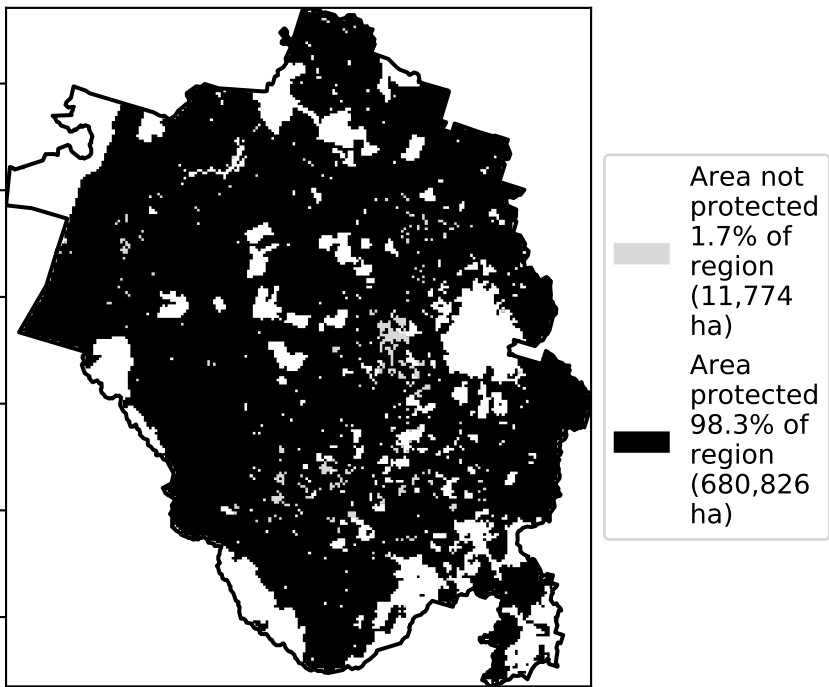 Area not
protected
1.7% of
region
(11,774
ha)
Area
protected
98.3% of
region
(680,826
ha)